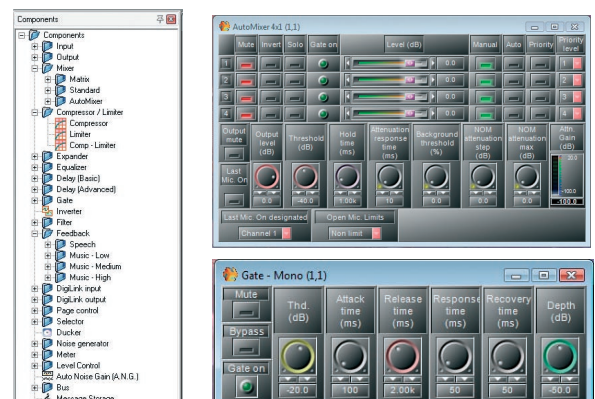 Components
Components
Input
Output
Mixer
Matrix
Standard
AutoMixer
Compressor / Limiter
Compressor
Limiter
Comp - Limiter
Expander
Equalizer
Delay (Basic)
Delay (Advanced)
Gate
Inverter
Filter
Feedback
Speech
Music - Low
Music - Medium
Music - High
DigiLink input
DigiLink output
Page control
Selector
Ducker
Noise generator
Meter
Level Control
Auto Noise Gain (A.N.G.)
Bus
Message Storage
AutoMixer 4x1 (1,1)
Mute Invert Solo Gate on Level (dB) Manual Auto Priority Priority level
1 0.0 1
2 0.0 2
3 0.0 3
4 0.0 4
Output mute
Output level (dB)
Threshold (dB)
Hold time (ms)
Attenuation response time (ms)
Background threshold (%)
NOM attenuation step (dB)
NOM attenuation max (dB)
Attn. Gain (dB)
20.0
-100.0
Last Mic. On
0.0 -40.0 1.00k 10 0.0 0.0 0.0 -100.0
Last Mic. On designated Open Mic. Limits
Channel 1 Non limit
Gate - Mono (1,1)
Mute
Bypass
Gate on
Thd. (dB)
Attack time (ms)
Release time (ms)
Response time (ms)
Recovery time (ms)
Depth (dB)
-20.0 100 2.00k 50 50 -50.0